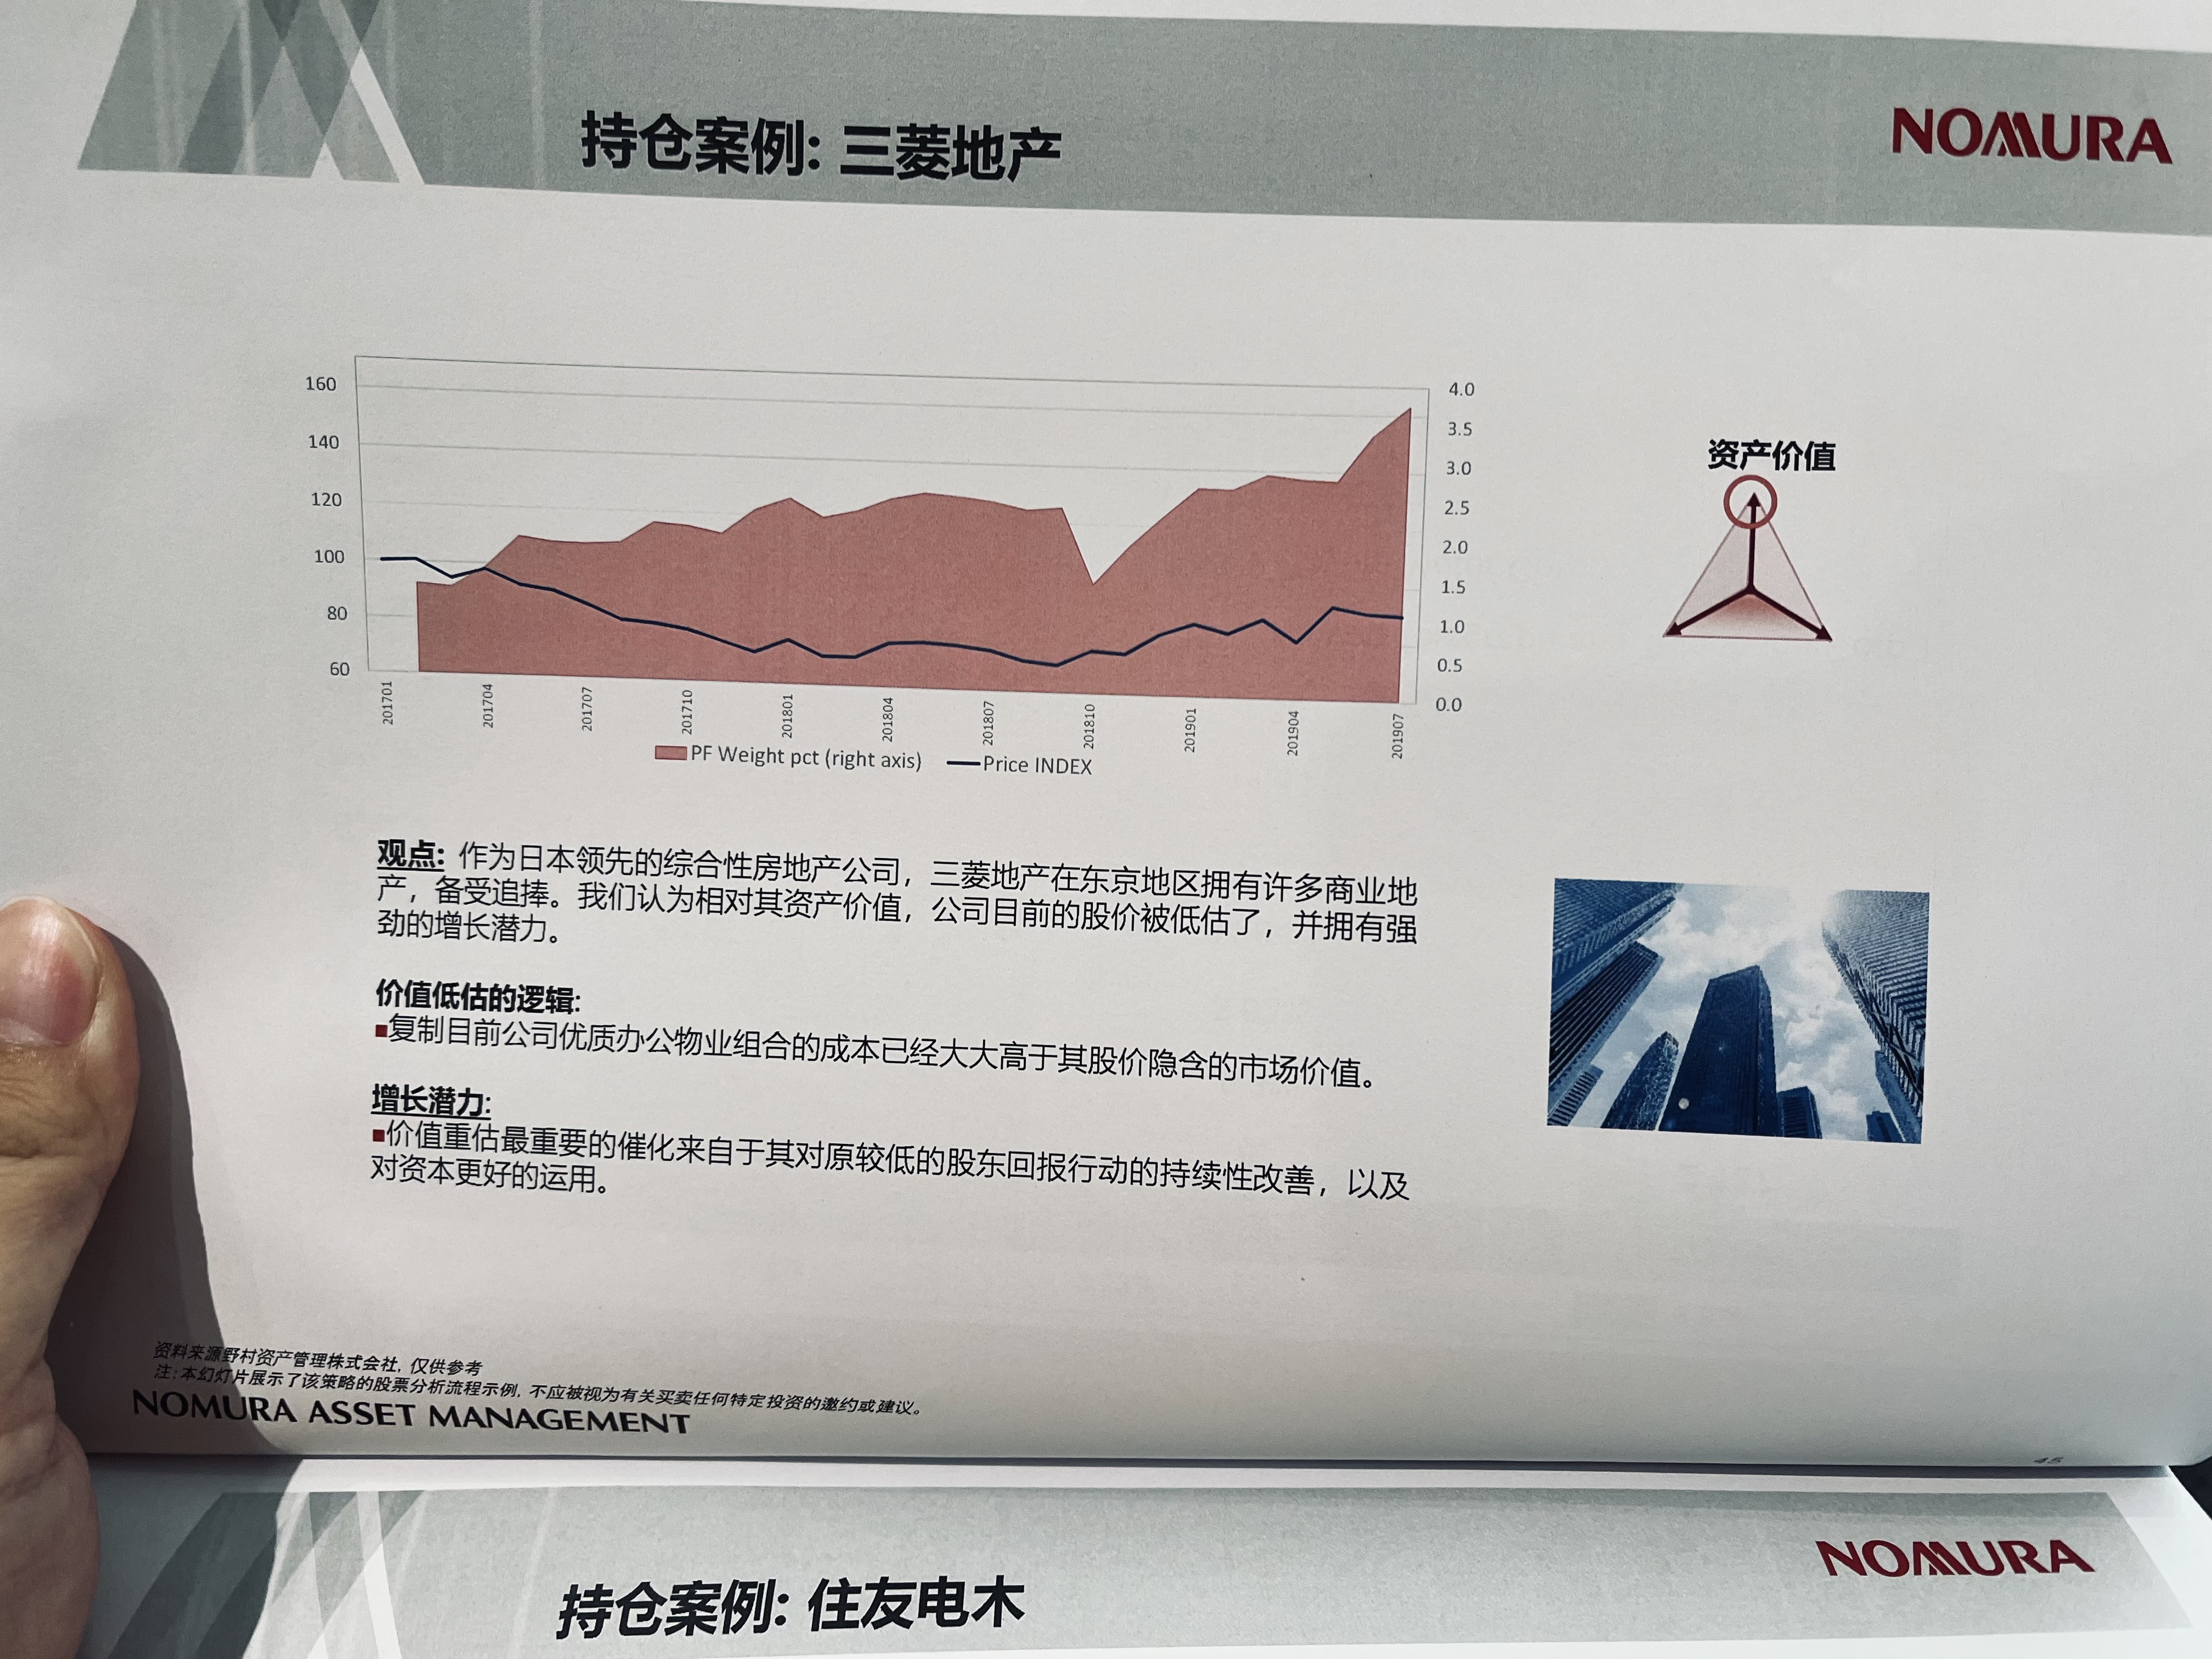 持仓案例: 三菱地产
NOMURA
160
140
120
100
80
60
4.0
3.5
3.0
2.5
2.0
1.5
1.0
0.5
0.0
201701
201704
201707
201710
201801
201804
201807
201810
201901
201904
201907
PF Weight pct (right axis)
Price INDEX
资产价值
观点: 作为日本领先的综合性房地产公司，三菱地产在东京地区拥有许多商业地
产，备受追捧。我们认为相对其资产价值，公司目前的股价被低估了，并拥有强
劲的增长潜力。
价值低估的逻辑:
▪复制目前公司优质办公物业组合的成本已经大大高于其股价隐含的市场价值。
增长潜力:
▪价值重估最重要的催化来自于其对原较低的股东回报行动的持续性改善，以及
对资本更好的运用。
资料来源野村资产管理株式会社, 仅供参考
注: 本幻灯片展示了该策略的股票分析流程示例, 不应被视为有关买卖任何特定投资的邀约或建议。
NOMURA ASSET MANAGEMENT
45
持仓案例: 住友电木
NOMURA